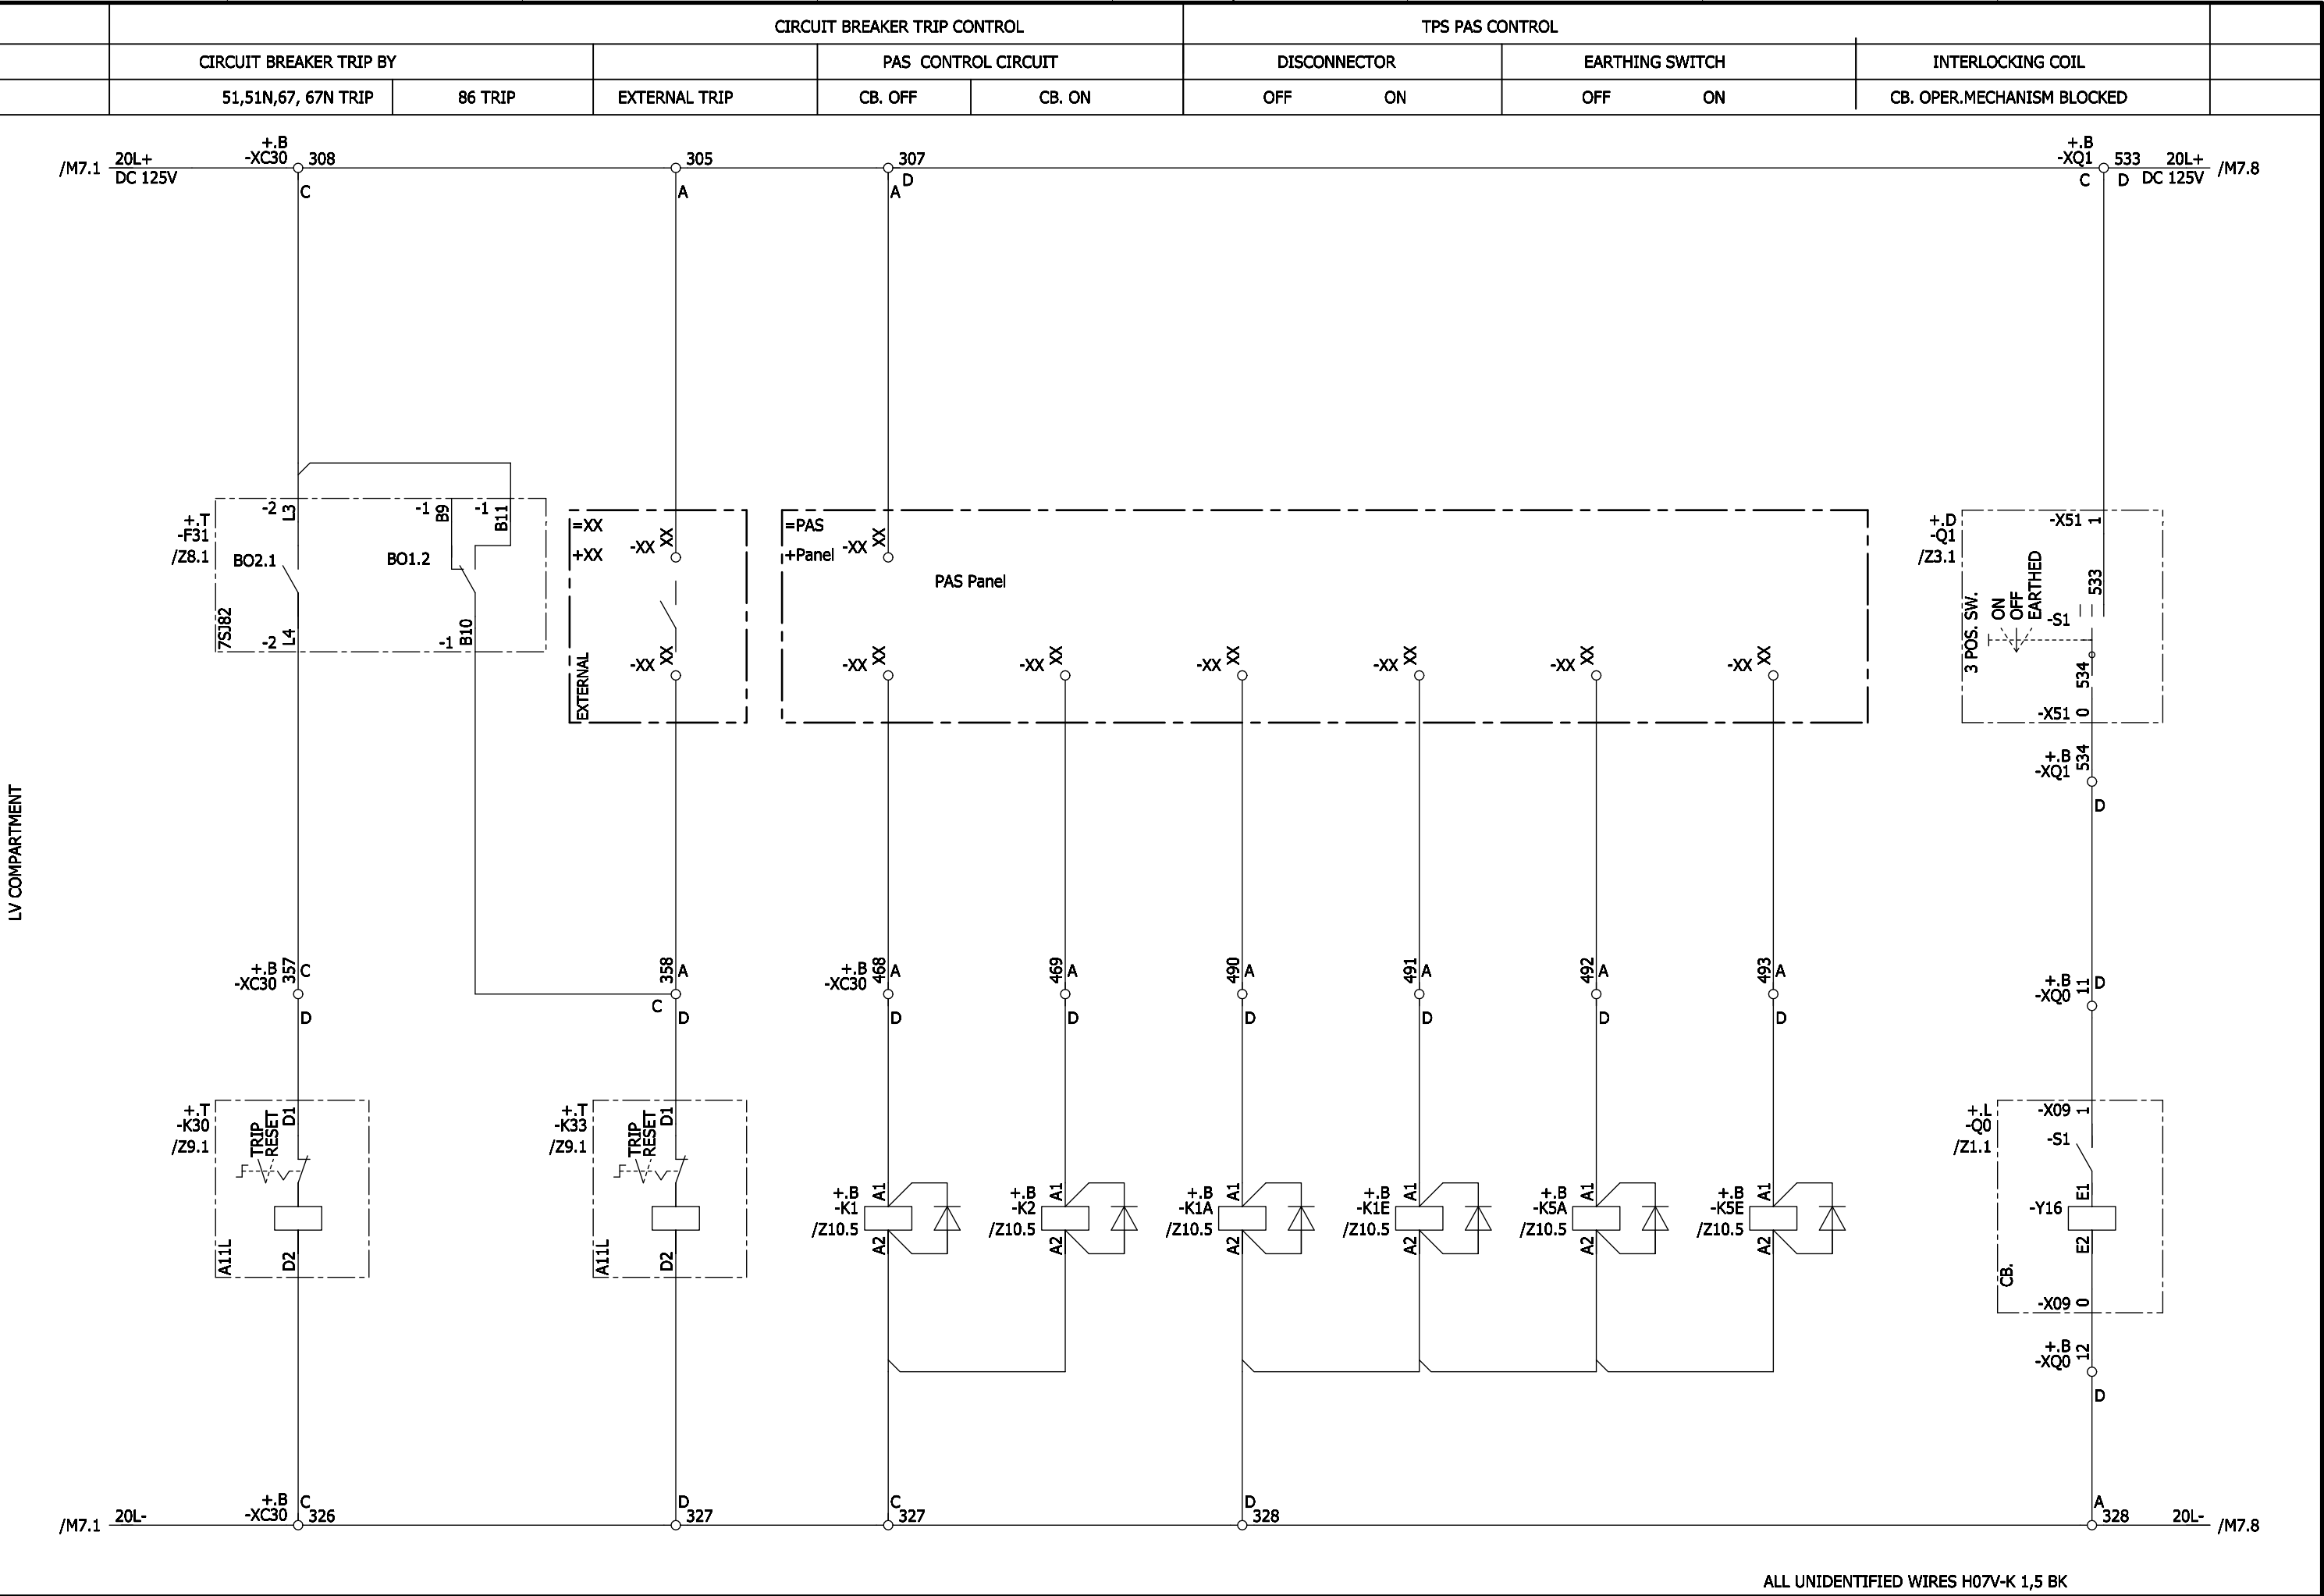 CIRCUIT BREAKER TRIP CONTROL
TPS PAS CONTROL
CIRCUIT BREAKER TRIP BY
PAS CONTROL CIRCUIT
DISCONNECTOR
EARTHING SWITCH
INTERLOCKING COIL
51,51N,67, 67N TRIP
86 TRIP
EXTERNAL TRIP
CB. OFF
CB. ON
OFF
ON
OFF
ON
CB. OPER.MECHANISM BLOCKED
/M7.1
20L+
DC 125V
+.B
-XC30
308
C
305
A
307
A
D
+.B
-XQ1
533
20L+
C
D
DC 125V
/M7.8
+.T
-F31
/Z8.1
-2
L3
BO2.1
7SJ82
-2
L4
-1
B9
-1
B11
BO1.2
-1
B10
=XX
+XX
-XX
XX
-XX
XX
EXTERNAL
=PAS
+Panel
-XX
XX
PAS Panel
-XX
XX
-XX
XX
-XX
XX
-XX
XX
-XX
XX
-XX
XX
+.D
-Q1
/Z3.1
-X51
1
533
3 POS. SW.
ON
OFF
EARTHED
-S1
534
-X51
0
+.B
-XQ1
534
D
LV COMPARTMENT
+.B
-XC30
357
C
D
358
A
C
D
+.B
-XC30
468
A
D
469
A
D
490
A
D
491
A
D
492
A
D
493
A
D
+.B
-XQ0
11
D
+.T
-K30
/Z9.1
TRIP
RESET
D1
A11L
D2
+.T
-K33
/Z9.1
TRIP
RESET
D1
A11L
D2
+.B
-K1
/Z10.5
A1
A2
+.B
-K2
/Z10.5
A1
A2
+.B
-K1A
/Z10.5
A1
A2
+.B
-K1E
/Z10.5
A1
A2
+.B
-K5A
/Z10.5
A1
A2
+.B
-K5E
/Z10.5
A1
A2
+.L
-Q0
/Z1.1
-X09
1
-S1
E1
-Y16
E2
CB.
-X09
0
+.B
-XQ0
12
D
/M7.1
20L-
+.B
-XC30
C
326
D
327
C
327
D
328
A
328
20L-
/M7.8
ALL UNIDENTIFIED WIRES H07V-K 1,5 BK